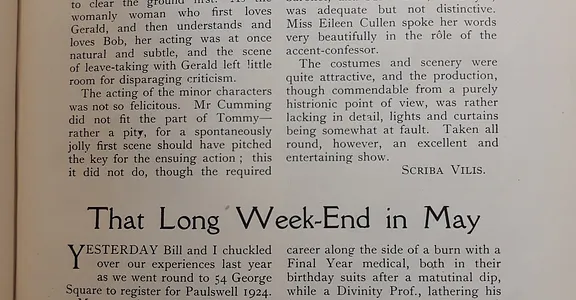 to clear the ground first.
womanly woman who first loves
Gerald, and then understands and
loves Bob, her acting was at once
natural and subtle, and the scene
of leave-taking with Gerald left little
room for disparaging criticism.
The acting of the minor characters
was not so felicitous. Mr Cumming
did not fit the part of Tommy—
rather a pity, for a spontaneously
jolly first scene should have pitched
the key for the ensuing action ; this
it did not do, though the required
was adequate but not distinctive.
Miss Eileen Cullen spoke her words
very beautifully in the rôle of the
accent-confessor.
The costumes and scenery were
quite attractive, and the production,
though commendable from a purely
histrionic point of view, was rather
lacking in detail, lights and curtains
being somewhat at fault. Taken all
round, however, an excellent and
entertaining show.
SCRIBA VILIS.
That Long Week-End in May
YESTERDAY Bill and I chuckled
over our experiences last year
as we went round to 54 George
Square to register for Paulswell 1924.
career along the side of a burn with a
Final Year medical, both in their
birthday suits after a matutinal dip,
while a Divinity Prof., lathering his